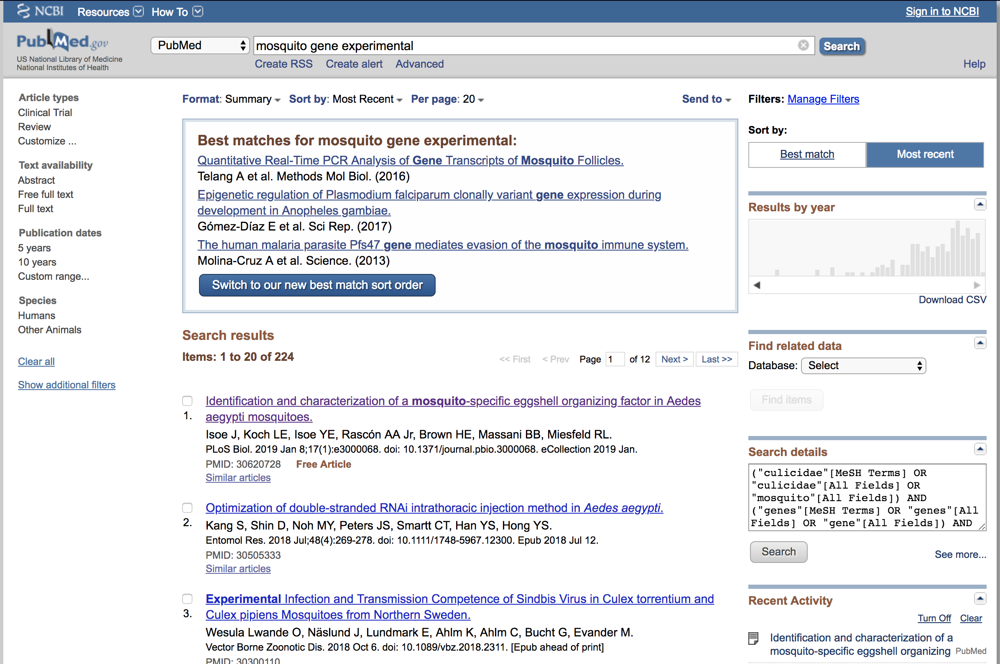 NCBI Resources How To Sign in to NCBI
PubMed.gov
US National Library of Medicine
National Institutes of Health
PubMed mosquito gene experimental Search
Create RSS Create alert Advanced Help
Article types
Clinical Trial
Review
Customize ...
Text availability
Abstract
Free full text
Full text
Publication dates
5 years
10 years
Custom range...
Species
Humans
Other Animals
Clear all
Show additional filters
Format: Summary Sort by: Most Recent Per page: 20 Send to
Best matches for mosquito gene experimental:
Quantitative Real-Time PCR Analysis of Gene Transcripts of Mosquito Follicles.
Telang A et al. Methods Mol Biol. (2016)
Epigenetic regulation of Plasmodium falciparum clonally variant gene expression during
development in Anopheles gambiae.
Gómez-Díaz E et al. Sci Rep. (2017)
The human malaria parasite Pfs47 gene mediates evasion of the mosquito immune system.
Molina-Cruz A et al. Science. (2013)
Switch to our new best match sort order
Search results
Items: 1 to 20 of 224
<< First < Prev Page 1 of 12 Next > Last >>
Identification and characterization of a mosquito-specific eggshell organizing factor in Aedes
1. aegypti mosquitoes.
Isoe J, Koch LE, Isoe YE, Rascón AA Jr, Brown HE, Massani BB, Miesfeld RL.
PLoS Biol. 2019 Jan 8;17(1):e3000068. doi: 10.1371/journal.pbio.3000068. eCollection 2019 Jan.
PMID: 30620728 Free Article
Similar articles
Optimization of double-stranded RNAi intrathoracic injection method in Aedes aegypti.
2. Kang S, Shin D, Noh MY, Peters JS, Smartt CT, Han YS, Hong YS.
Entomol Res. 2018 Jul;48(4):269-278. doi: 10.1111/1748-5967.12300. Epub 2018 Jul 12.
PMID: 30505333
Similar articles
Experimental Infection and Transmission Competence of Sindbis Virus in Culex torrentium and
3. Culex pipiens Mosquitoes from Northern Sweden.
Wesula Lwande O, Näslund J, Lundmark E, Ahlm K, Ahlm C, Bucht G, Evander M.
Vector Borne Zoonotic Dis. 2018 Oct 6. doi: 10.1089/vbz.2018.2311. [Epub ahead of print]
PMID: 30300110
Filters: Manage Filters
Sort by:
Best match Most recent
Results by year
Download CSV
Find related data
Database: Select
Find items
Search details
("culicidae"[MeSH Terms] OR
"culicidae"[All Fields] OR
"mosquito"[All Fields]) AND
("genes"[MeSH Terms] OR "genes"[All
Fields] OR "gene"[All Fields]) AND
Search See more...
Recent Activity
Turn Off Clear
Identification and characterization of a
mosquito-specific eggshell organizing PubMed